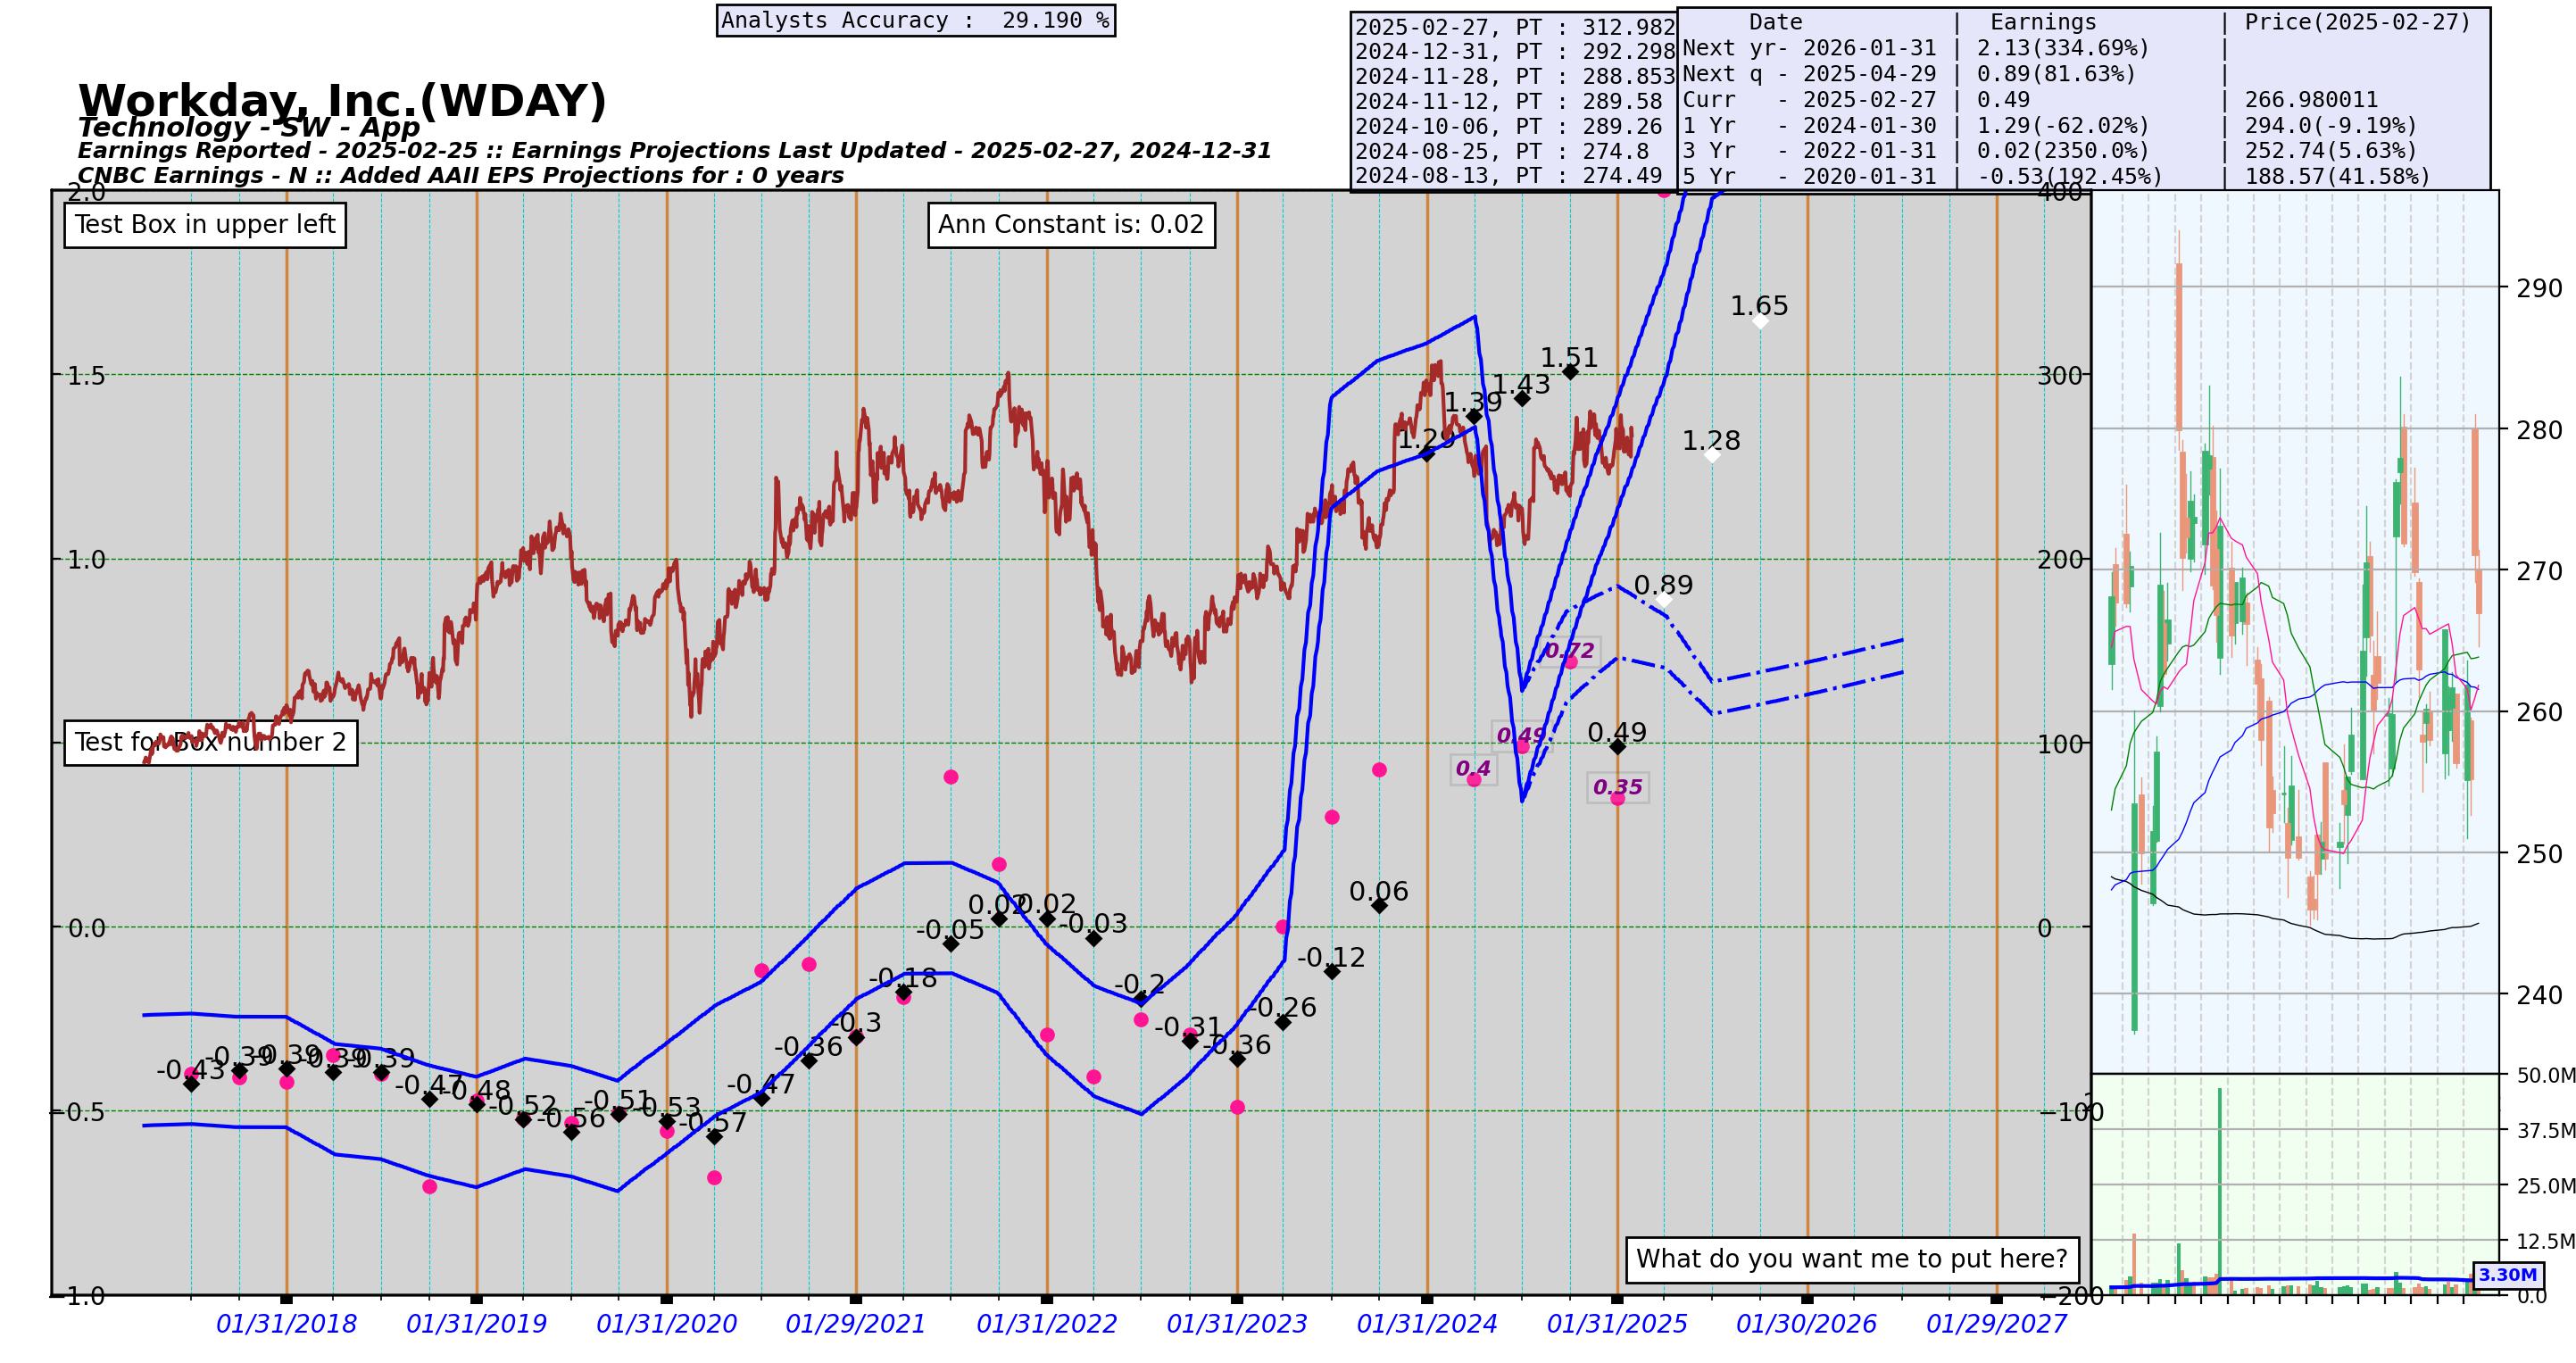 Analysts Accuracy :  29.190 %
2025-02-27, PT : 312.982
2024-12-31, PT : 292.298
2024-11-28, PT : 288.853
2024-11-12, PT : 289.58
2024-10-06, PT : 289.26
2024-08-25, PT : 274.8
2024-08-13, PT : 274.49
Date | Earnings | Price(2025-02-27)
Next yr- 2026-01-31 | 2.13(334.69%) |
Next q - 2025-04-29 | 0.89(81.63%) |
Curr - 2025-02-27 | 0.49 | 266.980011
1 Yr - 2024-01-30 | 1.29(-62.02%) | 294.0(-9.19%)
3 Yr - 2022-01-31 | 0.02(2350.0%) | 252.74(5.63%)
5 Yr - 2020-01-31 | -0.53(192.45%) | 188.57(41.58%)
Workday, Inc.(WDAY)
Technology - SW - App
Earnings Reported - 2025-02-25 :: Earnings Projections Last Updated - 2025-02-27, 2024-12-31
CNBC Earnings - N :: Added AAII EPS Projections for : 0 years
Test Box in upper left
Ann Constant is: 0.02
Test for Box number 2
What do you want me to put here?
2.0
1.5
1.0
0.0
−0.5
−1.0
400
300
200
100
0
−100
−200
-0.43
-0.39
-0.39
-0.39
-0.39
-0.47
-0.48
-0.52
-0.56
-0.51
-0.53
-0.57
-0.47
-0.36
-0.3
-0.18
-0.05
0.02
0.02
-0.03
-0.2
-0.31
-0.36
-0.26
-0.12
0.06
1.29
1.39
1.43
1.51
0.49
0.89
1.28
1.65
0.4
0.49
0.72
0.35
290
280
270
260
250
240
50.0M
37.5M
25.0M
12.5M
0.0
3.30M
01/31/2018
01/31/2019
01/31/2020
01/29/2021
01/31/2022
01/31/2023
01/31/2024
01/31/2025
01/30/2026
01/29/2027